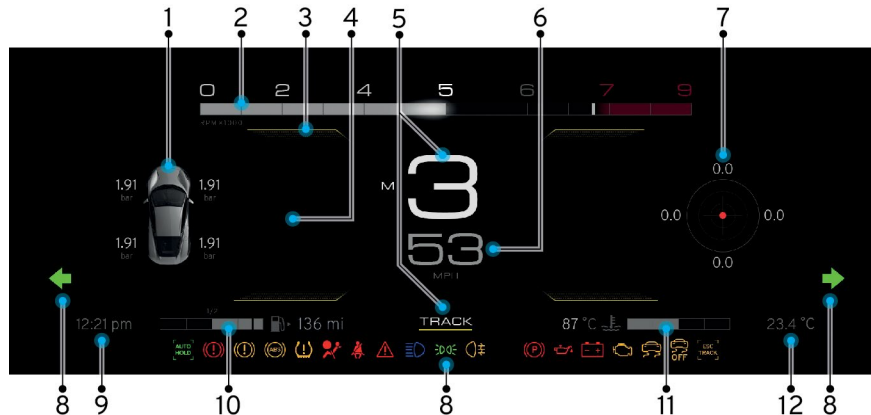 1 2 3 4 5 6 7
0 2 4 5 6 7 9
RPM x1000
1.91 bar 1.91 bar
M 3
0.0
0.0 0.0
1.91 bar 1.91 bar
53
MPH
0.0
12:21 pm 1/2 136 mi TRACK 87 °C 23.4 °C
AUTO HOLD ABS P OFF ESC TRACK
8 9 10 8 11 12 8